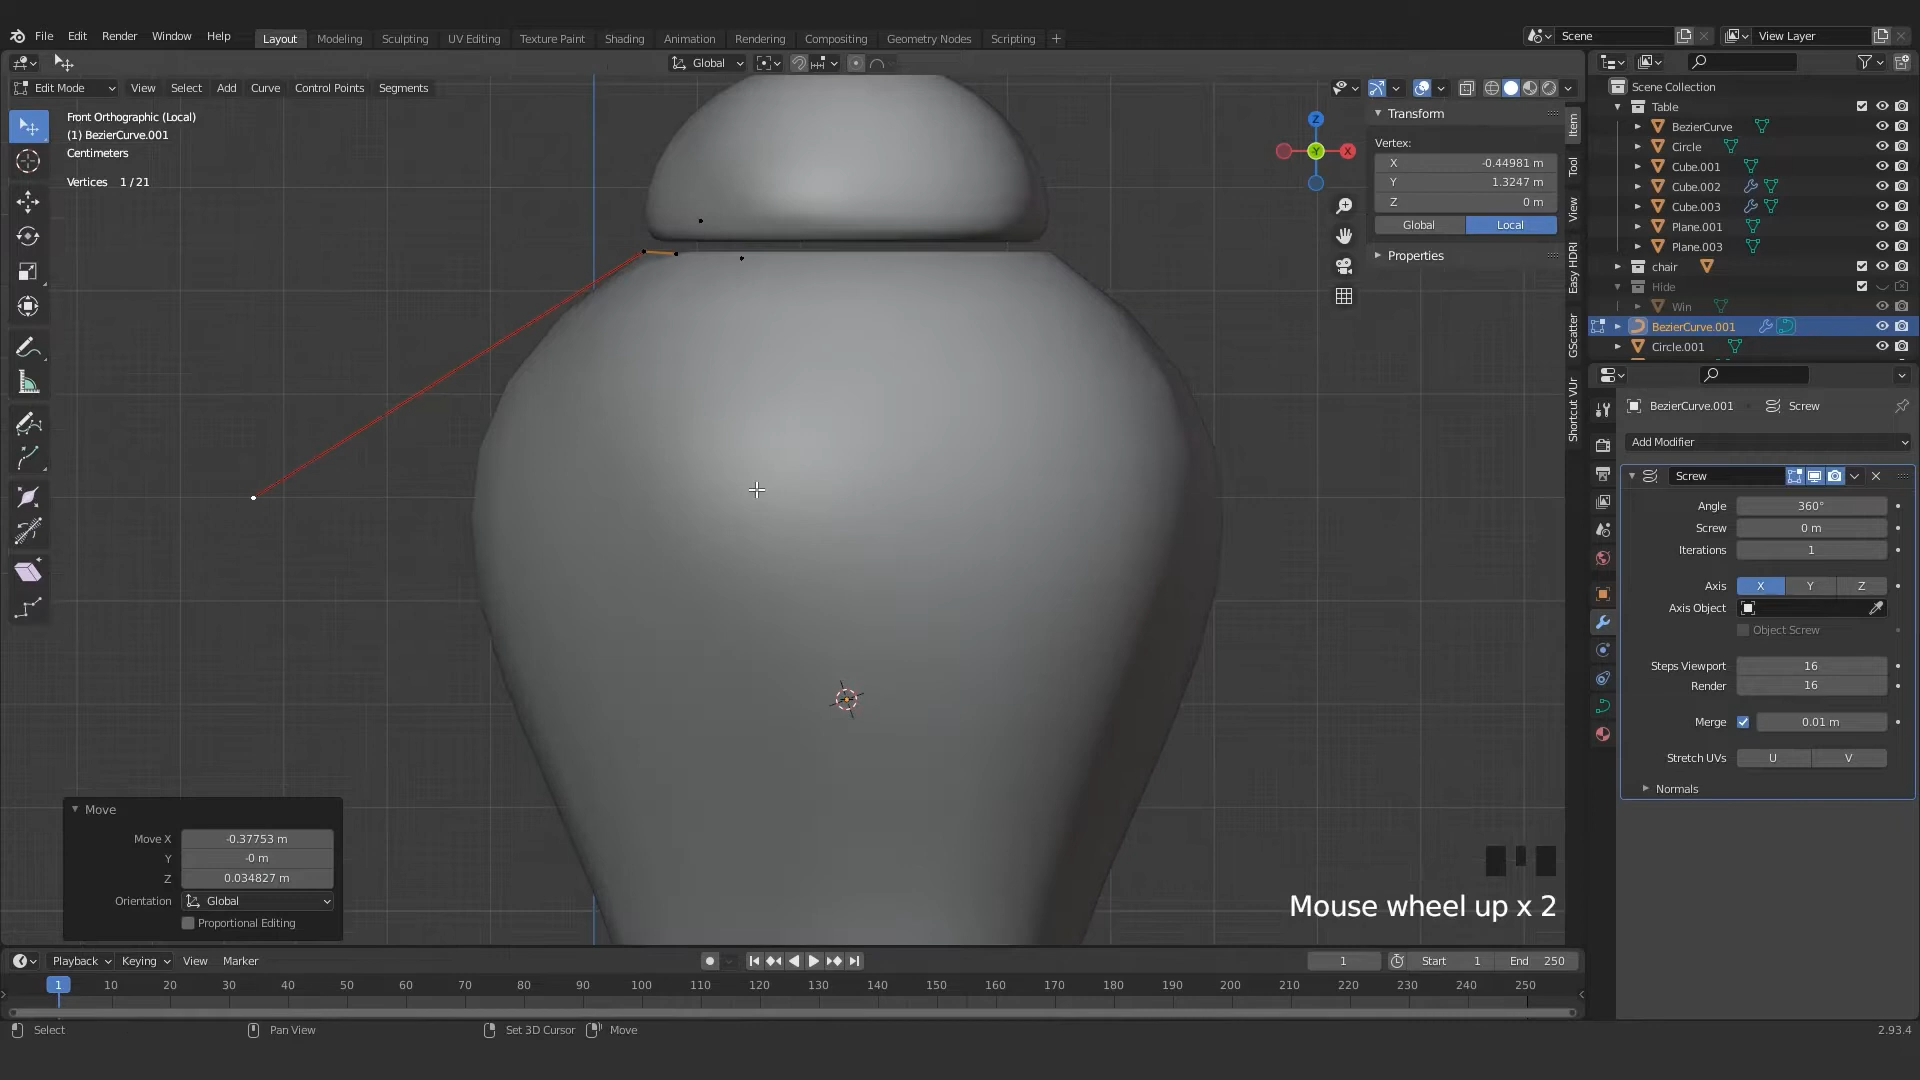 File Edit Render Window Help Layout Modeling Sculpting UV Editing Texture Paint Shading Animation Rendering Compositing Geometry Nodes Scripting + Scene View Layer
Global
Edit Mode View Select Add Curve Control Points Segments
Front Orthographic (Local)
(1) BezierCurve.001
Centimeters
Vertices 1 / 21
Z
Y
X
Transform
Vertex:
X -0.44981 m
Y 1.3247 m
Z 0 m
Global Local
Properties
Item
Tool
View
Easy HDRI
GScatter
Shortcut VUr
Scene Collection
Table
BezierCurve
Circle
Cube.001
Cube.002
Cube.003
Plane.001
Plane.003
chair
Hide
Win
BezierCurve.001
Circle.001
BezierCurve.001 Screw
Add Modifier
Screw
Angle 360°
Screw 0 m
Iterations 1
Axis X Y Z
Axis Object
Object Screw
Steps Viewport 16
Render 16
Merge 0.01 m
Stretch UVs U V
Normals
Move
Move X -0.37753 m
Y -0 m
Z 0.034827 m
Orientation Global
Proportional Editing
Mouse wheel up x 2
Playback Keying View Marker 1 Start 1 End 250
1 10 20 30 40 50 60 70 80 90 100 110 120 130 140 150 160 170 180 190 200 210 220 230 240 250
Select Pan View Set 3D Cursor Move 2.93.4